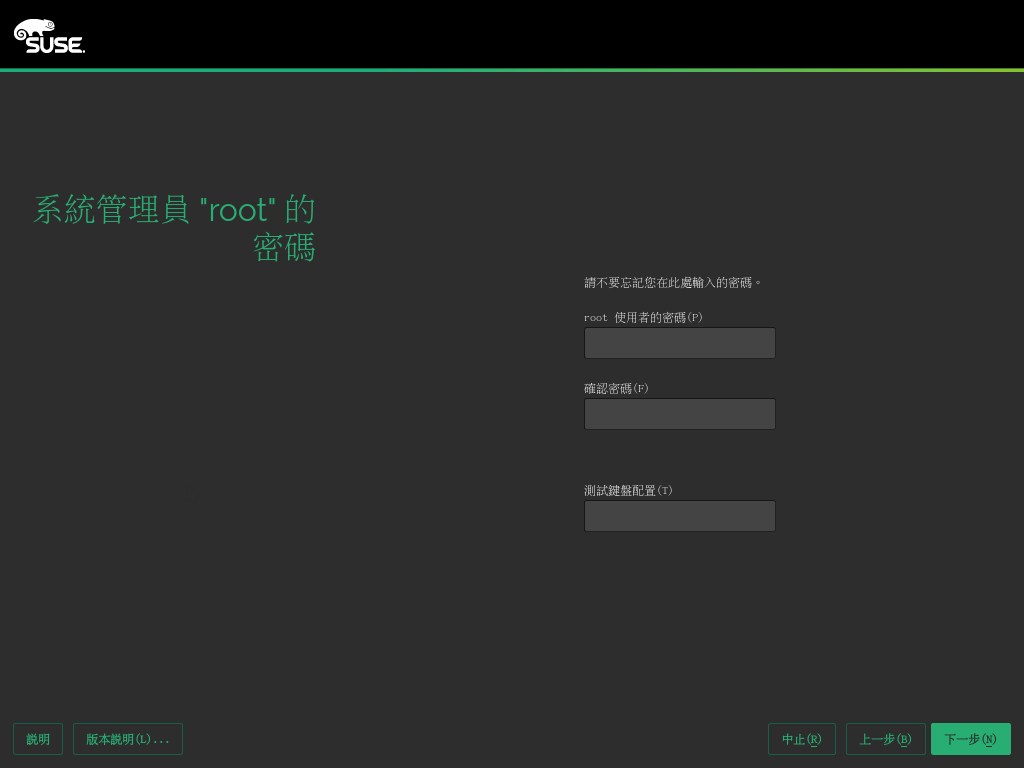 SUSE.
系統管理員 "root" 的
密碼
請不要忘記您在此處輸入的密碼。
root 使用者的密碼(P)
確認密碼(F)
測試鍵盤配置(T)
說明
版本說明(L)...
中止(R)
上一步(B)
下一步(N)